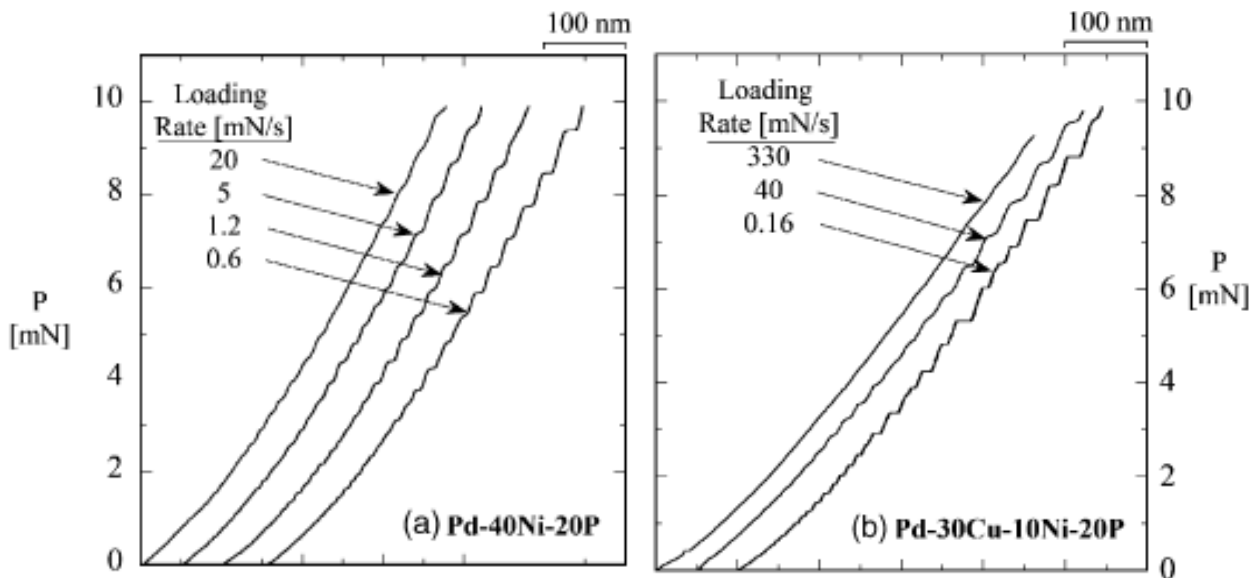 100 nm
100 nm
10
8
6
4
2
0
P
[mN]
Loading
Rate [mN/s]
20
5
1.2
0.6
(a) Pd-40Ni-20P
Loading
Rate [mN/s]
330
40
0.16
(b) Pd-30Cu-10Ni-20P
10
8
6
4
2
0
P
[mN]